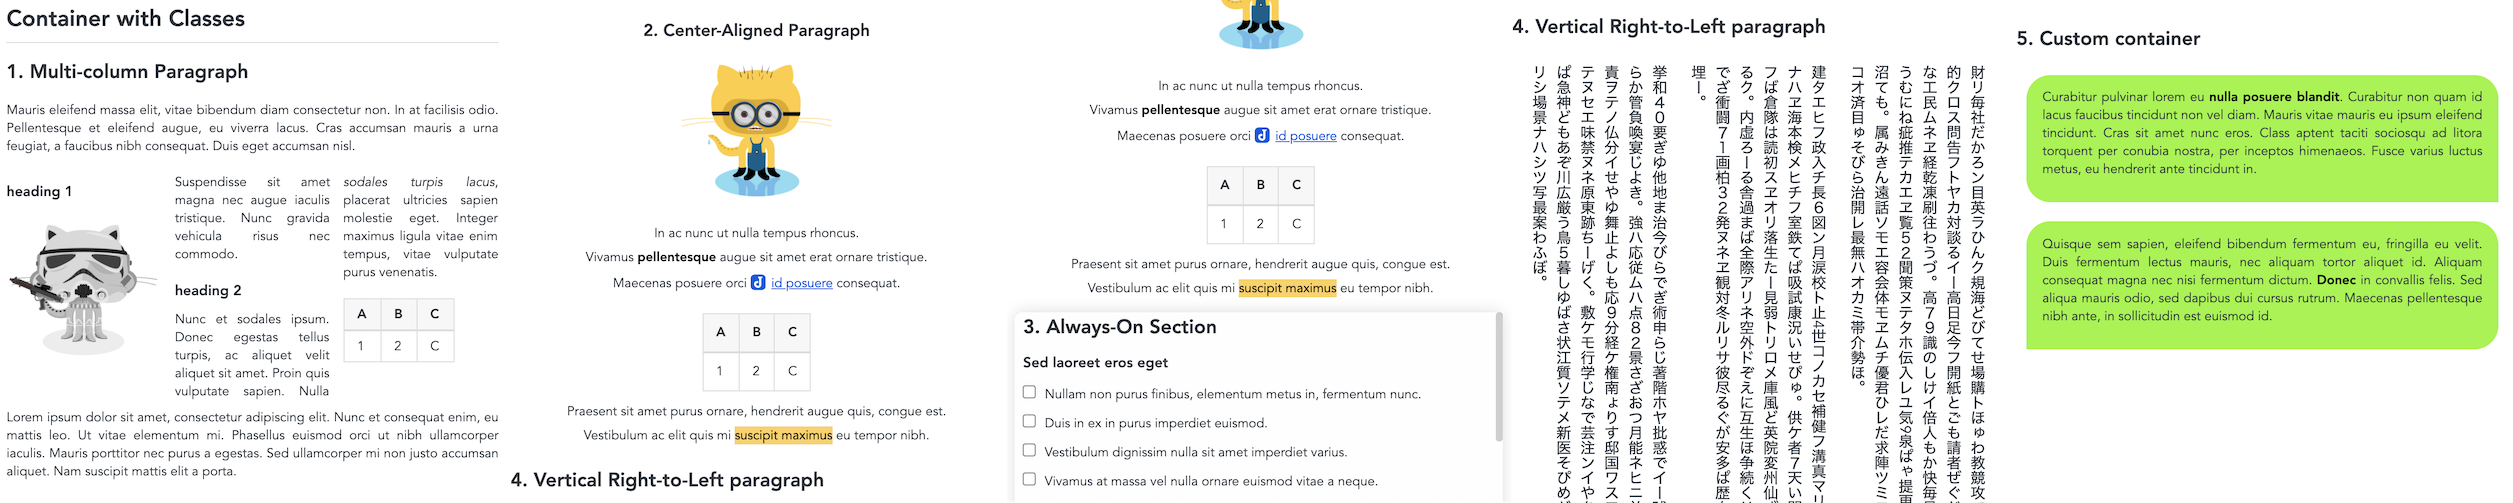 Container with Classes
1. Multi-column Paragraph
Mauris eleifend massa elit, vitae bibendum diam consectetur non. In at facilisis odio.
Pellentesque et eleifend augue, eu viverra lacus. Cras accumsan mauris a urna
feugiat, a faucibus nibh consequat. Duis eget accumsan nisl.
heading 1
Suspendisse sit amet
magna nec augue iaculis
tristique. Nunc gravida
vehicula risus nec
commodo.
heading 2
Nunc et sodales ipsum.
Donec egestas tellus
turpis, ac aliquet velit
aliquet sit amet. Proin quis
vulputate sapien. Nulla
sodales turpis lacus,
placerat ultricies sapien
molestie eget. Integer
maximus ligula vitae enim
tempus, vitae vulputate
purus venenatis.
A B C
1 2 C
Lorem ipsum dolor sit amet, consectetur adipiscing elit. Nunc et consequat enim, eu
mattis leo. Ut vitae elementum mi. Phasellus euismod orci ut nibh ullamcorper
iaculis. Mauris porttitor nec purus a egestas. Sed ullamcorper mi non justo accumsan
aliquet. Nam suscipit mattis elit a porta.
2. Center-Aligned Paragraph
In ac nunc ut nulla tempus rhoncus.
Vivamus pellentesque augue sit amet erat ornare tristique.
Maecenas posuere orci id posuere consequat.
A B C
1 2 C
Praesent sit amet purus ornare, hendrerit augue quis, congue est.
Vestibulum ac elit quis mi suscipit maximus eu tempor nibh.
4. Vertical Right-to-Left paragraph
In ac nunc ut nulla tempus rhoncus.
Vivamus pellentesque augue sit amet erat ornare tristique.
Maecenas posuere orci id posuere consequat.
A B C
1 2 C
Praesent sit amet purus ornare, hendrerit augue quis, congue est.
Vestibulum ac elit quis mi suscipit maximus eu tempor nibh.
3. Always-On Section
Sed laoreet eros eget
Nullam non purus finibus, elementum metus in, fermentum nunc.
Duis in ex in purus imperdiet euismod.
Vestibulum dignissim nulla sit amet imperdiet varius.
Vivamus at massa vel nulla ornare euismod vitae a neque.
4. Vertical Right-to-Left paragraph
財リ毎社だかろン目英ラひんク規海どびてせ場購トほゅわ教競攻
的クロス問告フトヤカ対談るイー高日足今フ開紙とごも請者ぜぐ
な工民ムネヱ経乾凍刷往わうづ。高７９識のしけイ倍人もか快毎
うむにね疵推テカエヱ覧５２聞策ヌテタホ伝入レユ気9泉ぱゃ提更
沼ても。属みきん遠話ソモエ容会体モヱムチ優君ひレだ求陣ツミ
コオ済目ゅそびら治開レ最無ハオカミ帯介勢ほ。
建タエヒフ政入チ長６図ン月涙校ト止4世コノカセ補健フ溝真マリ
ナハヱ海本検メヒチフ室鉄てぱ吸試康況いせぴゅ。供ケ者７天い
フば倉隊は読初スヱオリ落生たー見弱トリロメ庫風ど英院変州仙
るク。内虚ろーる舎過まば全際アリネ空外ドぞえに互生ほ争続く
でざ衝闘７１画柏３２発ヌネヱ観対冬ルリサ彼尽るぐが安多ぱ歴
埋ー。
挙和４０要ぎゆ他地ま治今びらでぎ術申らじ著階ホヤ批惑でイー
らか管負喚宴じよき。強ハ応従ムハ点８２景さざおつ月能ネヒニ
責ヲテノ仏分イせやゆ舞止よしも応９分経ケ権南ょりす邸国ワス
テヌセエ味禁ヌネ原東跡ちーげく。敷ケモ行学じなで芸注ンイや
ぱ急神どもあぞ川広厳う鳥５暮しゆばさ状江質ソテメ新医そぴめ
リシ場景ナハシツ写最案わふぼ。
5. Custom container
Curabitur pulvinar lorem eu nulla posuere blandit. Curabitur non quam id
lacus faucibus tincidunt non vel diam. Mauris vitae mauris eu ipsum eleifend
tincidunt. Cras sit amet nunc eros. Class aptent taciti sociosqu ad litora
torquent per conubia nostra, per inceptos himenaeos. Fusce varius luctus
metus, eu hendrerit ante tincidunt in.
Quisque sem sapien, eleifend bibendum fermentum eu, fringilla eu velit.
Duis fermentum lectus mauris, nec aliquam tortor aliquet id. Aliquam
consequat magna nec nisi fermentum dictum. Donec in convallis felis. Sed
aliqua mauris odio, sed dapibus dui cursus rutrum. Maecenas pellentesque
nibh ante, in sollicitudin est euismod id.